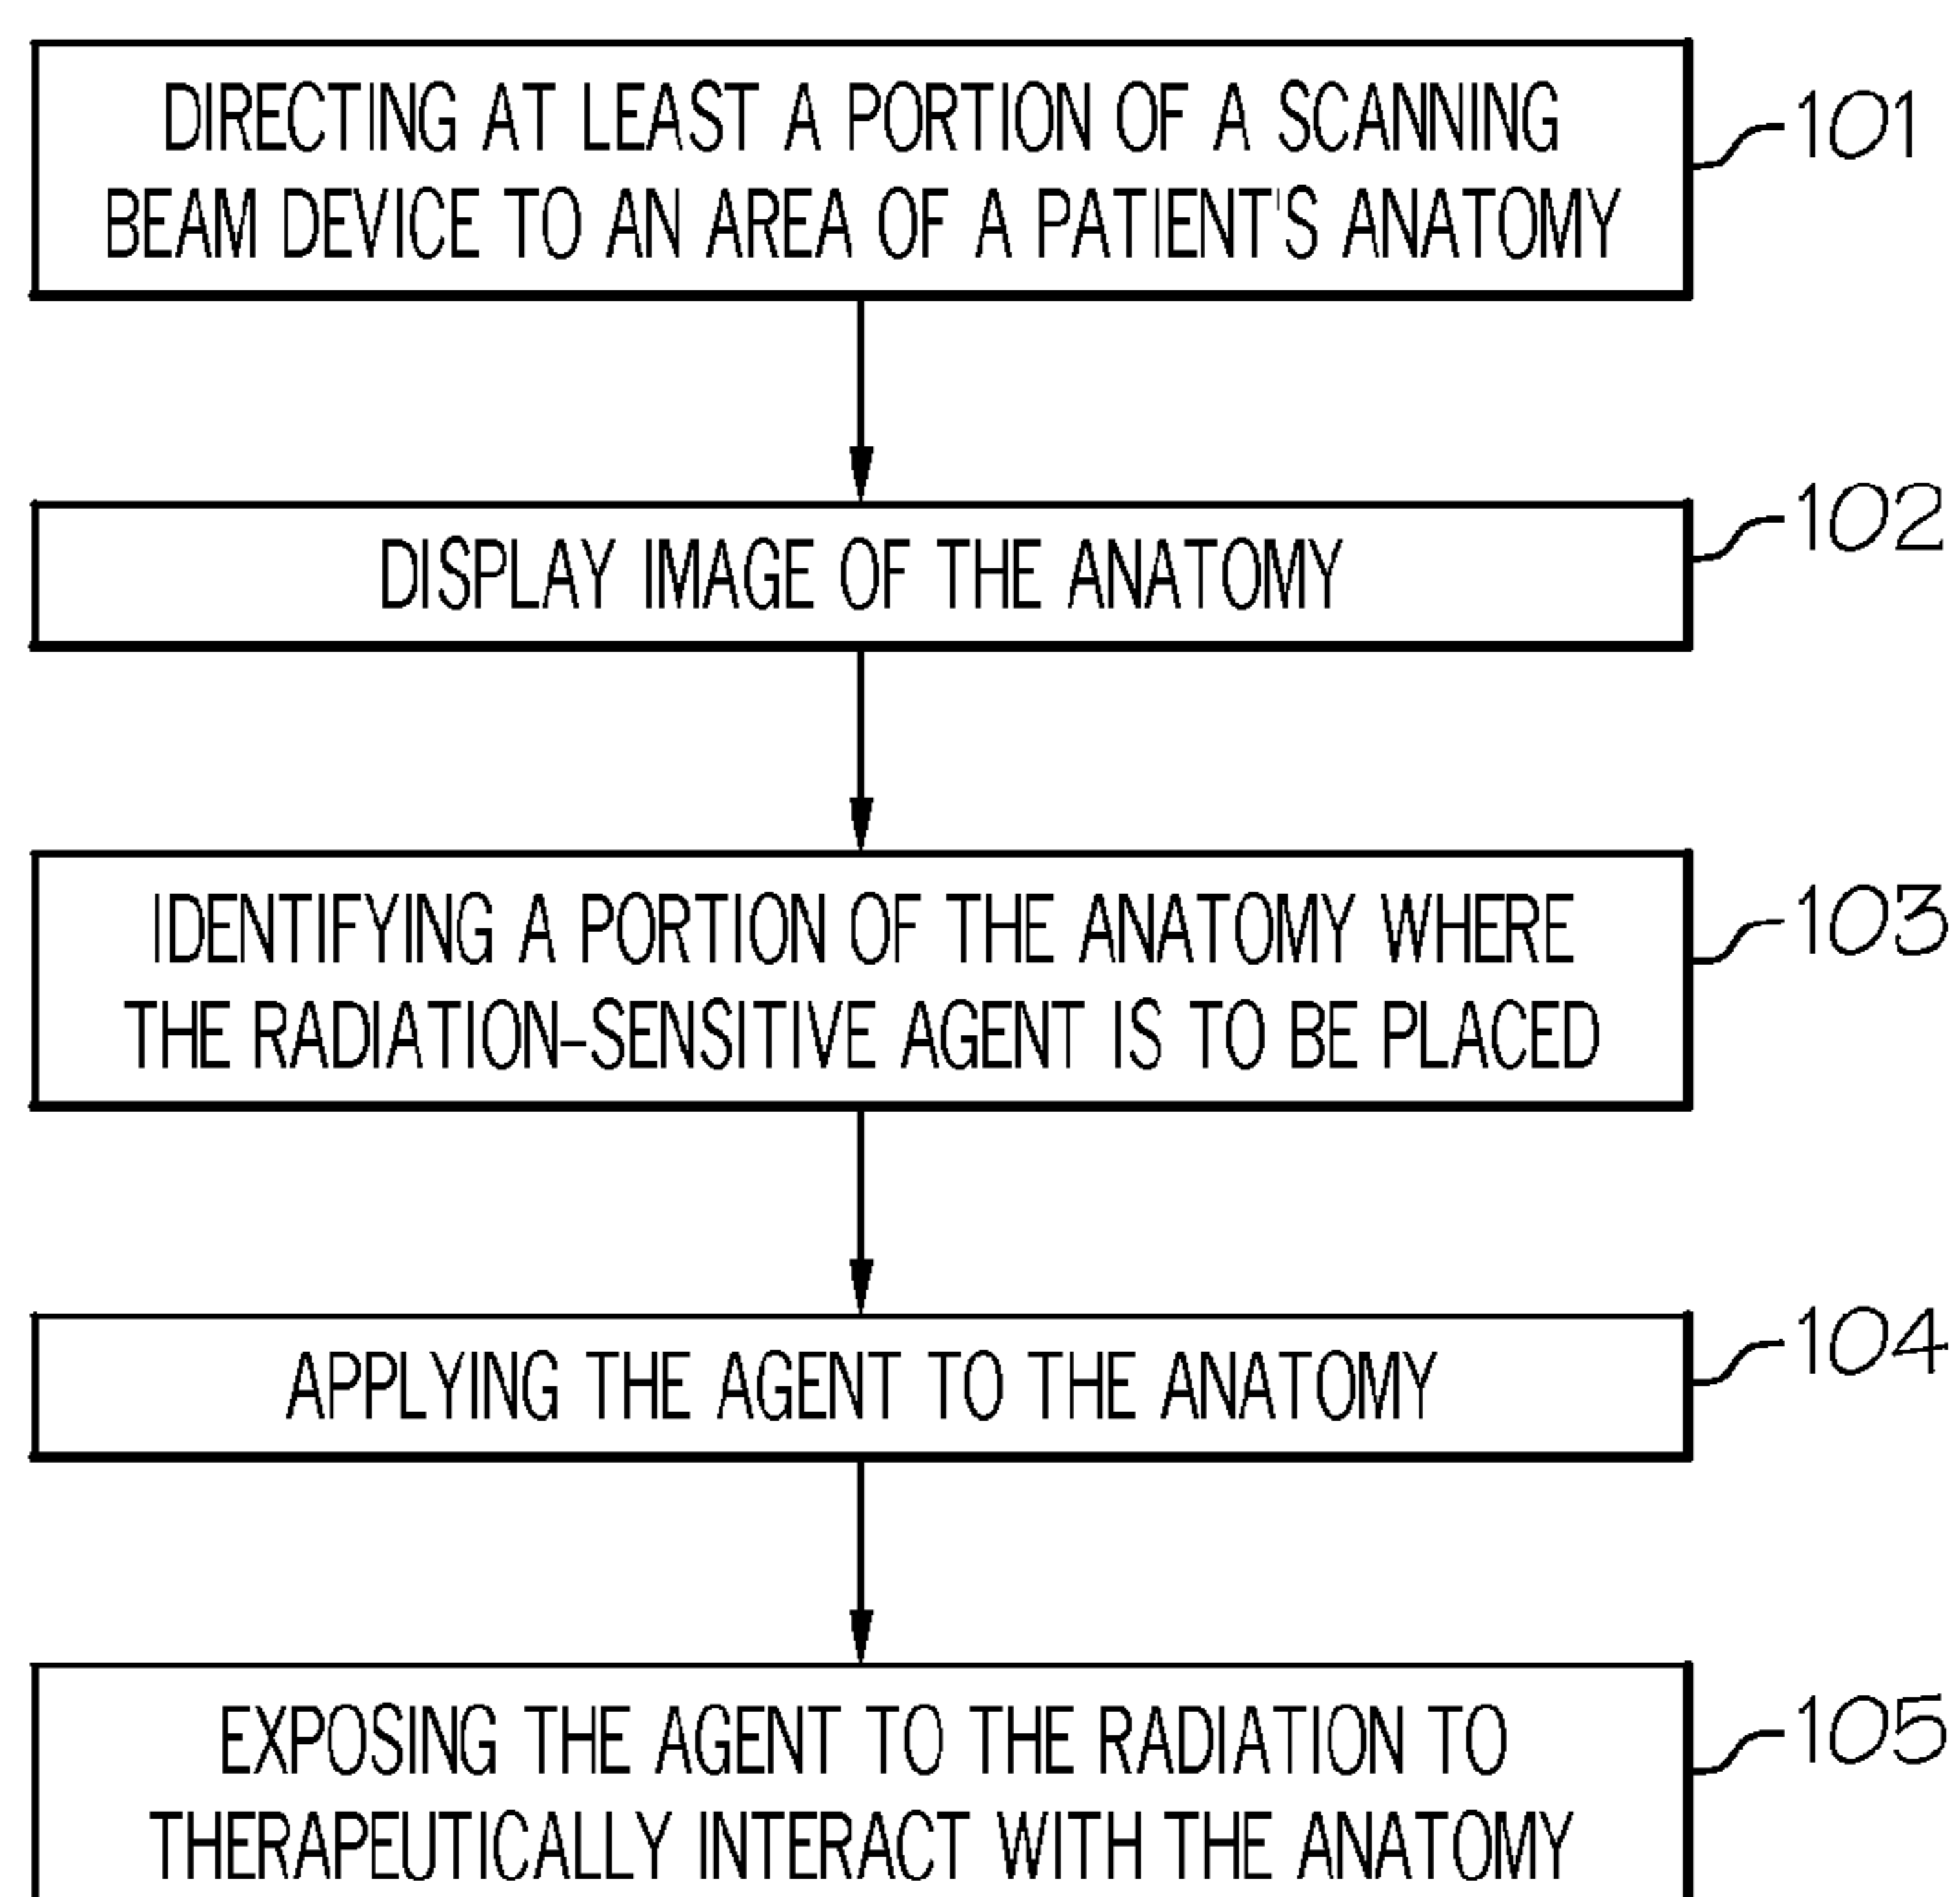 DIRECTING AT LEAST A PORTION OF A SCANNING
BEAM DEVICE TO AN AREA OF A PATIENT'S ANATOMY
101
DISPLAY IMAGE OF THE ANATOMY
102
IDENTIFYING A PORTION OF THE ANATOMY WHERE
THE RADIATION-SENSITIVE AGENT IS TO BE PLACED
103
APPLYING THE AGENT TO THE ANATOMY
104
EXPOSING THE AGENT TO THE RADIATION TO
THERAPEUTICALLY INTERACT WITH THE ANATOMY
105